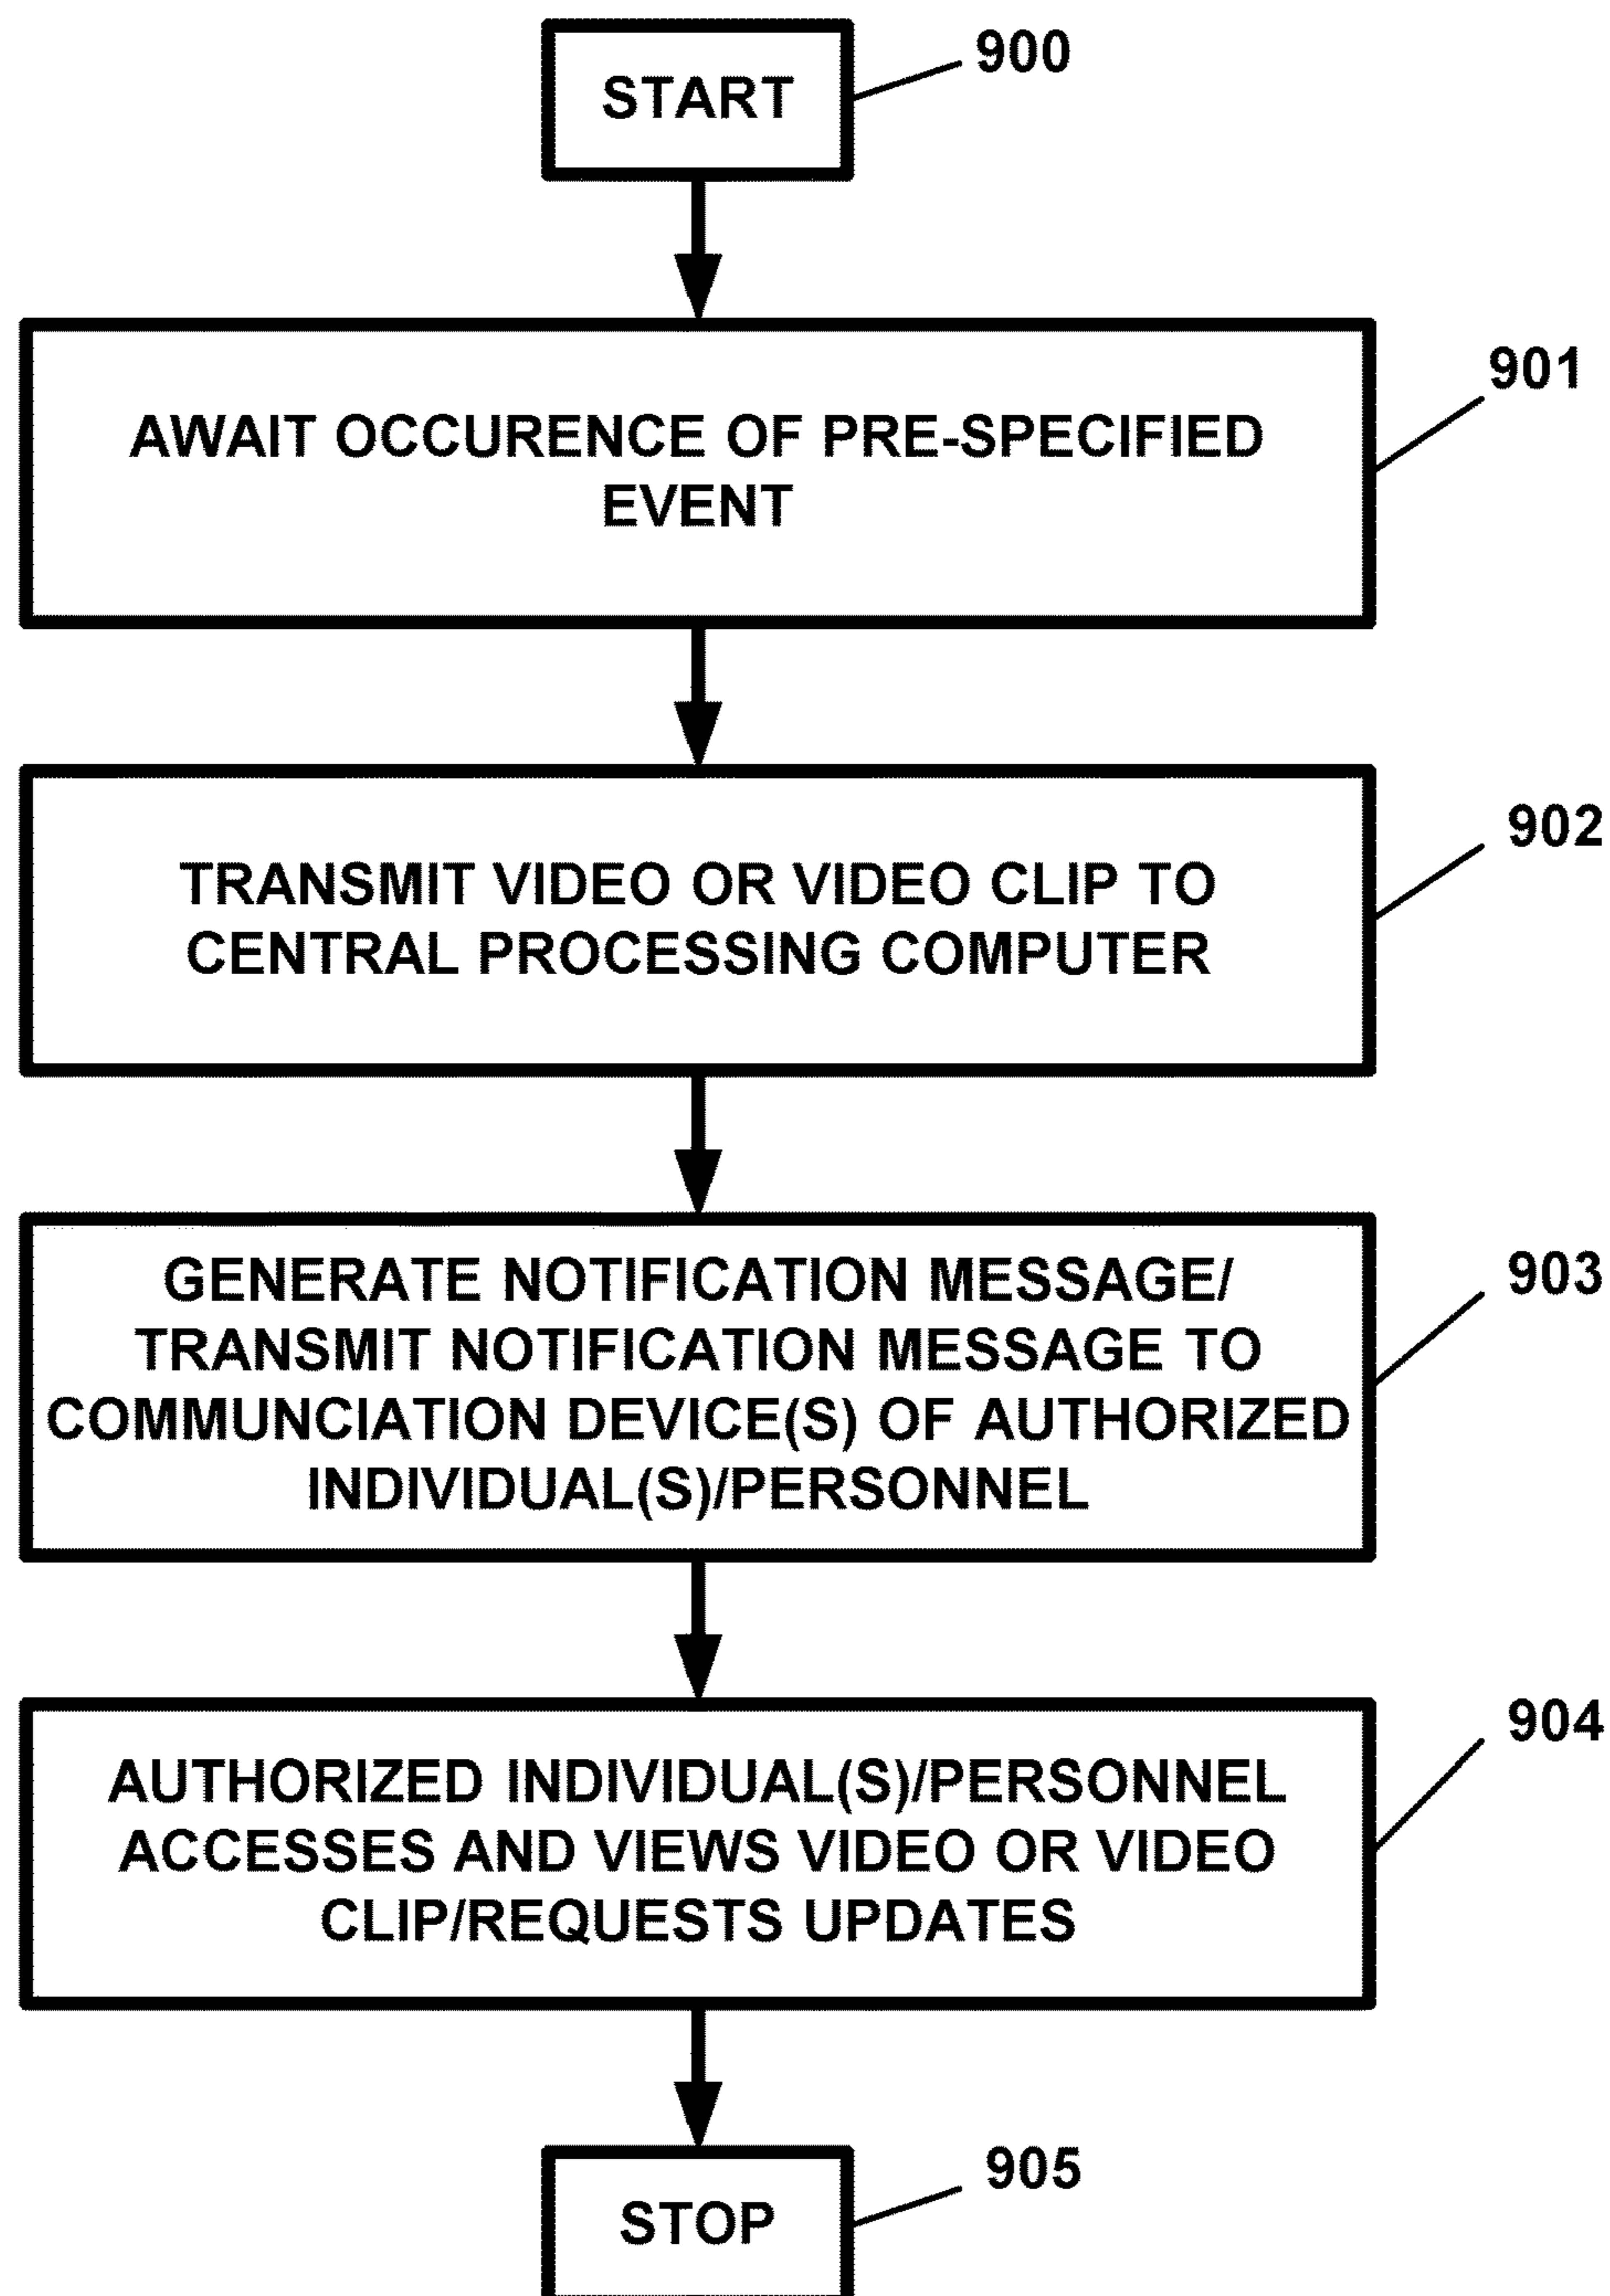 START
900
901
AWAIT OCCURENCE OF PRE-SPECIFIED
EVENT
902
TRANSMIT VIDEO OR VIDEO CLIP TO
CENTRAL PROCESSING COMPUTER
903
GENERATE NOTIFICATION MESSAGE/
TRANSMIT NOTIFICATION MESSAGE TO
COMMUNCIATION DEVICE(S) OF AUTHORIZED
INDIVIDUAL(S)/PERSONNEL
904
AUTHORIZED INDIVIDUAL(S)/PERSONNEL
ACCESSES AND VIEWS VIDEO OR VIDEO
CLIP/REQUESTS UPDATES
905
STOP